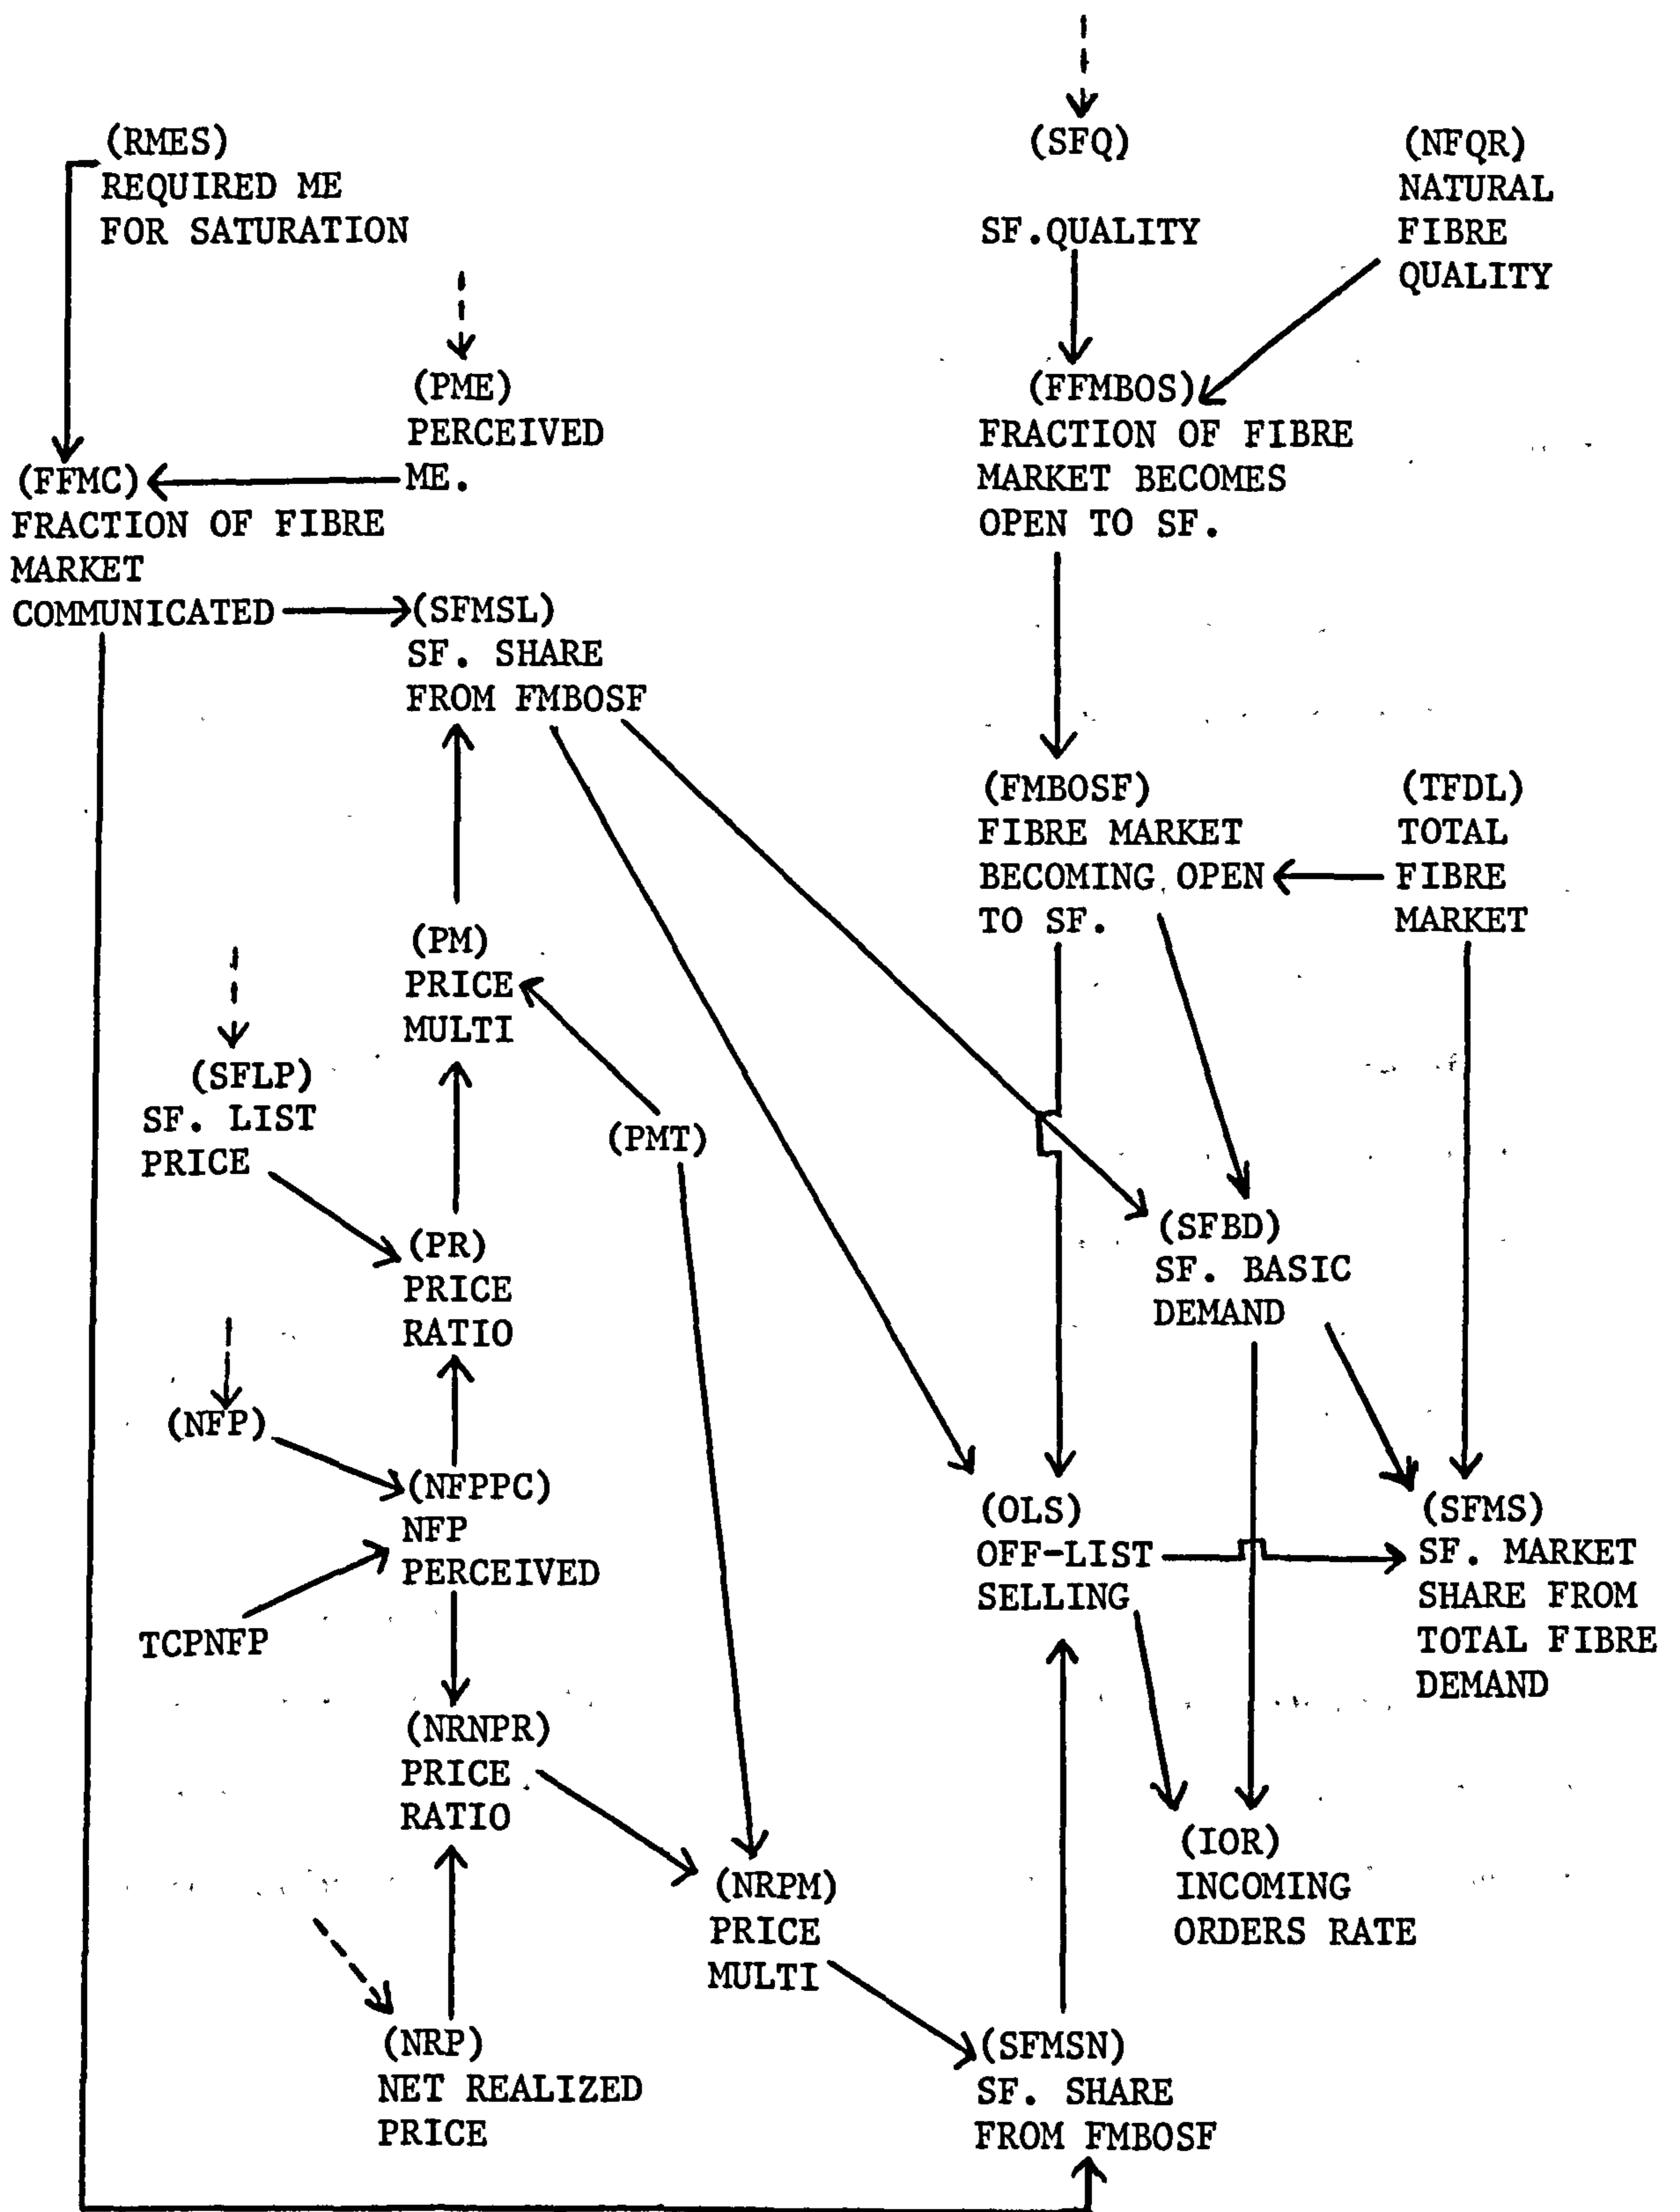 (RMES)
REQUIRED ME
FOR SATURATION
(SFQ)
SF.QUALITY
(NFQR)
NATURAL
FIBRE
QUALITY
(PME)
PERCEIVED
ME.
(FFMBOS)
FRACTION OF FIBRE
MARKET BECOMES
OPEN TO SF.
(FFMC)
FRACTION OF FIBRE
MARKET
COMMUNICATED
(SFMSL)
SF. SHARE
FROM FMBOSF
(FMBOSF)
FIBRE MARKET
BECOMING OPEN
TO SF.
(TFDL)
TOTAL
FIBRE
MARKET
(PM)
PRICE
MULTI
(SFLP)
SF. LIST
PRICE
(PMT)
(PR)
PRICE
RATIO
(SFBD)
SF. BASIC
DEMAND
(NFP)
(NFPPC)
NFP
PERCEIVED
TCPNFP
(OLS)
OFF-LIST
SELLING
(SFMS)
SF. MARKET
SHARE FROM
TOTAL FIBRE
DEMAND
(NRNPR)
PRICE
RATIO
(NRPM)
PRICE
MULTI
(IOR)
INCOMING
ORDERS RATE
(NRP)
NET REALIZED
PRICE
(SFMSN)
SF. SHARE
FROM FMBOSF